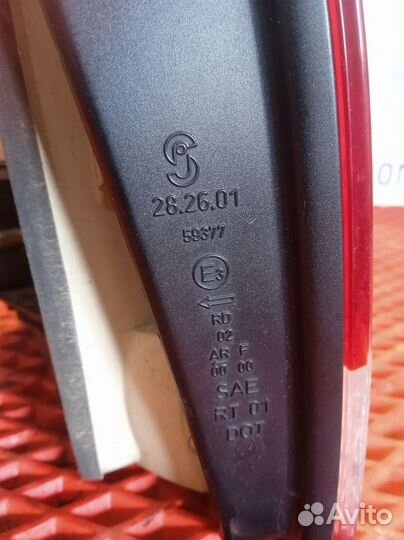 28.26.01
59377
E3
←
RD
02
AR F
00 00
SAE
RT 01
DOT
Avito